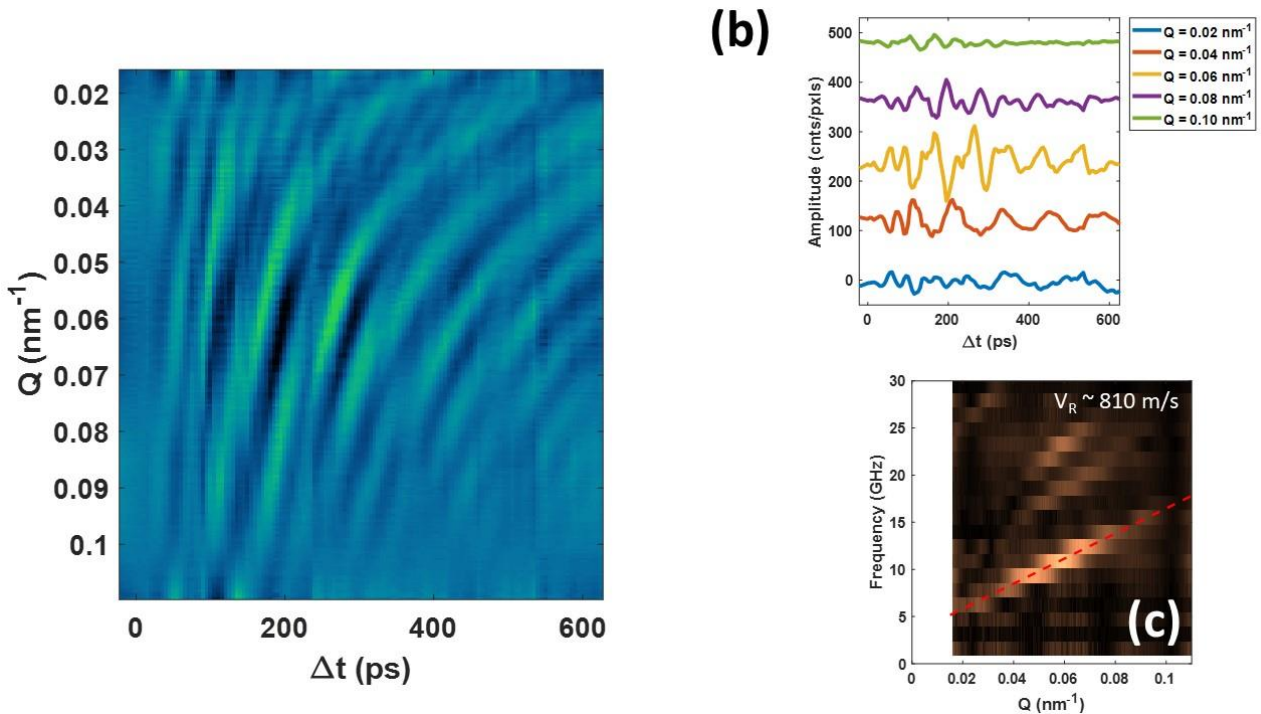 0.02
0.03
0.04
0.05
0.06
0.07
0.08
0.09
0.1
Q (nm⁻¹)
0 200 400 600
Δt (ps)
(b)
500
400
300
200
100
0
Amplitude (cnts/pxls)
0 200 400 600
Δt (ps)
Q = 0.02 nm⁻¹
Q = 0.04 nm⁻¹
Q = 0.06 nm⁻¹
Q = 0.08 nm⁻¹
Q = 0.10 nm⁻¹
30
25
20
15
10
5
0
Frequency (GHz)
V_R ~ 810 m/s
(c)
0 0.02 0.04 0.06 0.08 0.1
Q (nm⁻¹)